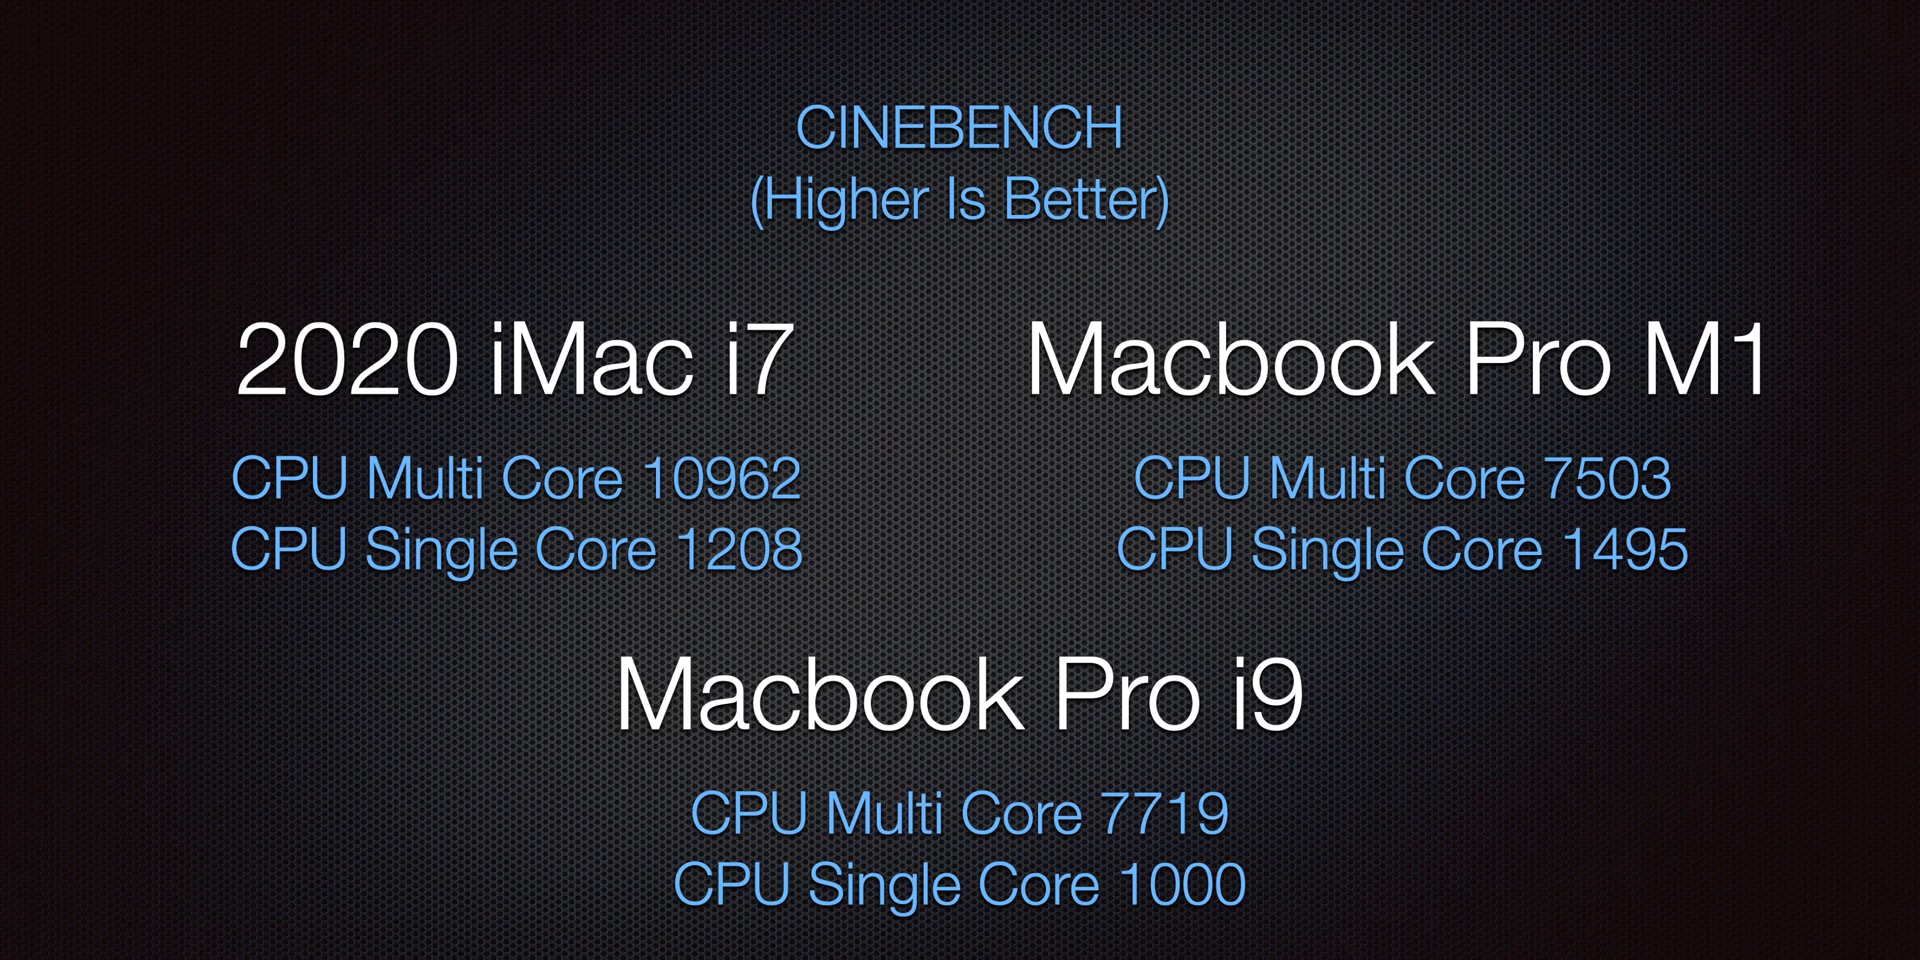 CINEBENCH
(Higher Is Better)
2020 iMac i7
CPU Multi Core 10962
CPU Single Core 1208
Macbook Pro M1
CPU Multi Core 7503
CPU Single Core 1495
Macbook Pro i9
CPU Multi Core 7719
CPU Single Core 1000